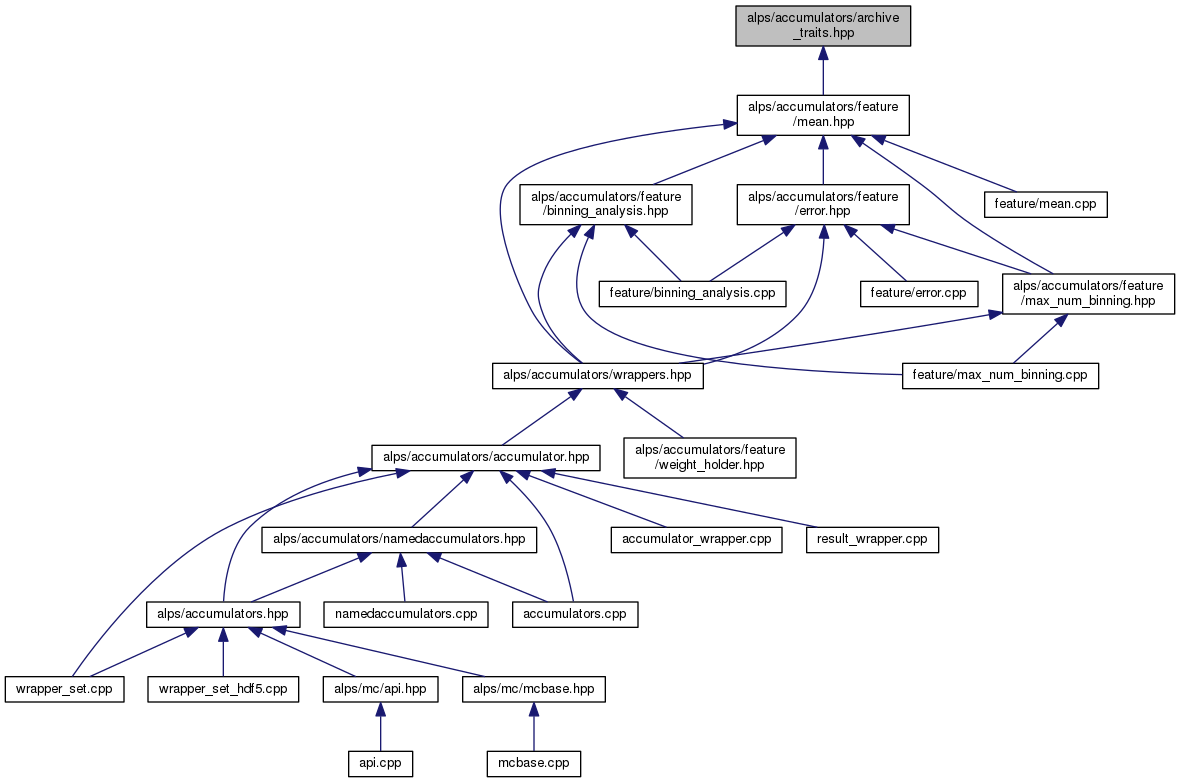 alps/accumulators/archive
_traits.hpp
alps/accumulators/feature
/mean.hpp
alps/accumulators/feature
/binning_analysis.hpp
alps/accumulators/feature
/error.hpp
feature/mean.cpp
feature/binning_analysis.cpp
feature/error.cpp
alps/accumulators/feature
/max_num_binning.hpp
alps/accumulators/wrappers.hpp
feature/max_num_binning.cpp
alps/accumulators/accumulator.hpp
alps/accumulators/feature
/weight_holder.hpp
alps/accumulators/namedaccumulators.hpp
accumulator_wrapper.cpp
result_wrapper.cpp
alps/accumulators.hpp
namedaccumulators.cpp
accumulators.cpp
wrapper_set.cpp
wrapper_set_hdf5.cpp
alps/mc/api.hpp
alps/mc/mcbase.hpp
api.cpp
mcbase.cpp